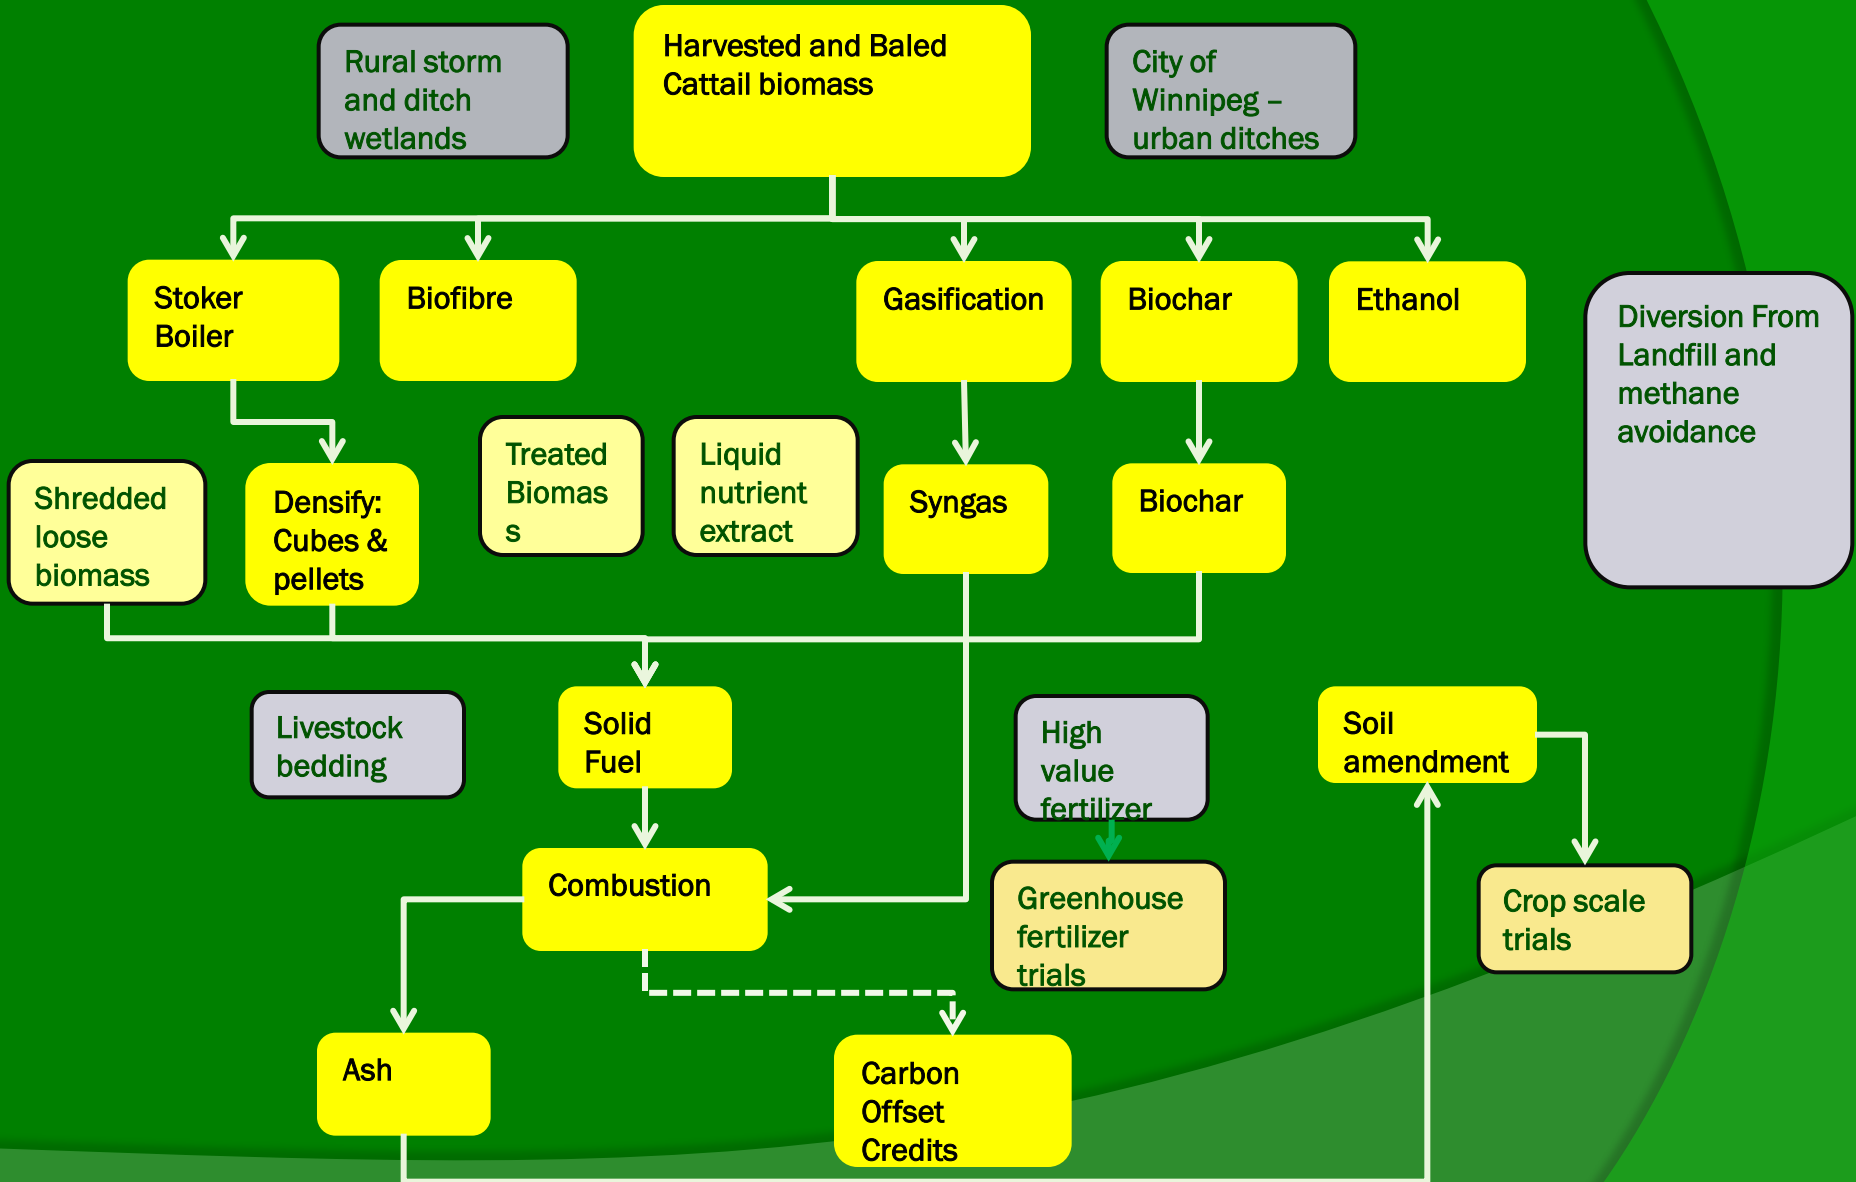 Rural storm
and ditch
wetlands
Harvested and Baled
Cattail biomass
City of
Winnipeg –
urban ditches
Stoker
Boiler
Biofibre
Gasification
Biochar
Ethanol
Diversion From
Landfill and
methane
avoidance
Shredded
loose
biomass
Densify:
Cubes &
pellets
Treated
Biomas
s
Liquid
nutrient
extract
Syngas
Biochar
Livestock
bedding
Solid
Fuel
High
value
fertilizer
Soil
amendment
Combustion
Greenhouse
fertilizer
trials
Crop scale
trials
Ash
Carbon
Offset
Credits